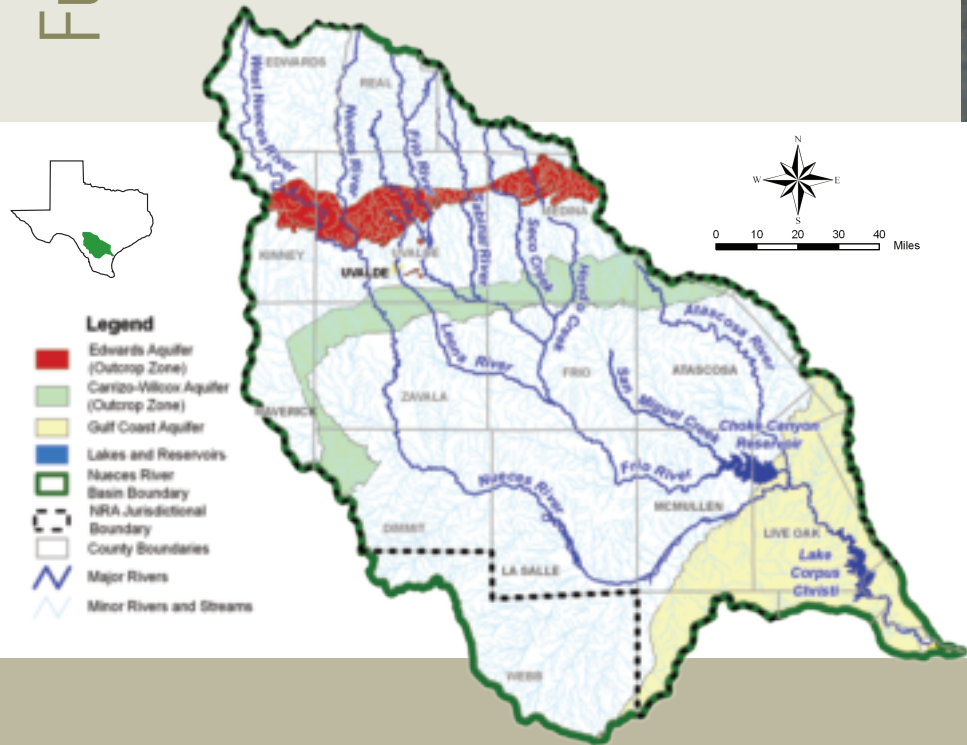 EDWARDS
REAL
West Nueces River
Nueces River
Frio River
Sabinal River
Seco Creek
Hondo Creek
MEDINA
KINNEY
UVALDE
UVALDE
N
W
E
S
0 10 20 30 40 Miles
Leona River
Atascosa River
FRIO
ATASCOSA
ZAVALA
MAVERICK
San Miguel Creek
Choke Canyon
Reservoir
Frio River
Nueces River
MCMULLEN
DIMMIT
LIVE OAK
LA SALLE
Lake
Corpus
Christi
WEBB
Legend
Edwards Aquifer
(Outcrop Zone)
Carrizo-Wilcox Aquifer
(Outcrop Zone)
Gulf Coast Aquifer
Lakes and Reservoirs
Nueces River
Basin Boundary
NRA Jurisdictional
Boundary
County Boundaries
Major Rivers
Minor Rivers and Streams